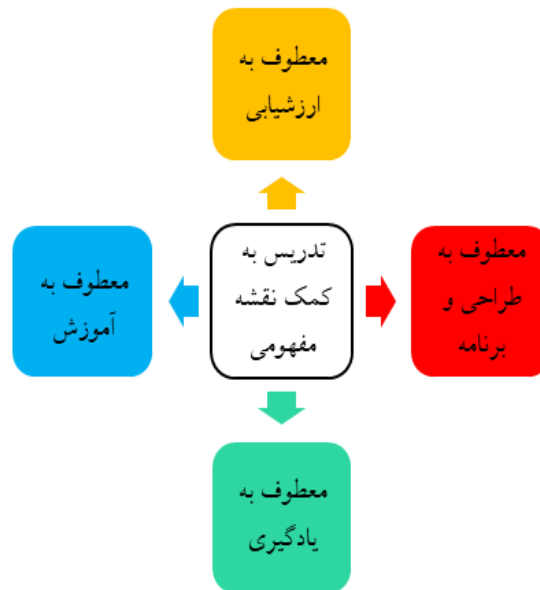 معطوف به
ارزشیابی
معطوف به
طراحی و
برنامه
تدریس به
کمک نقشه
مفهومی
معطوف به
آموزش
معطوف به
یادگیری